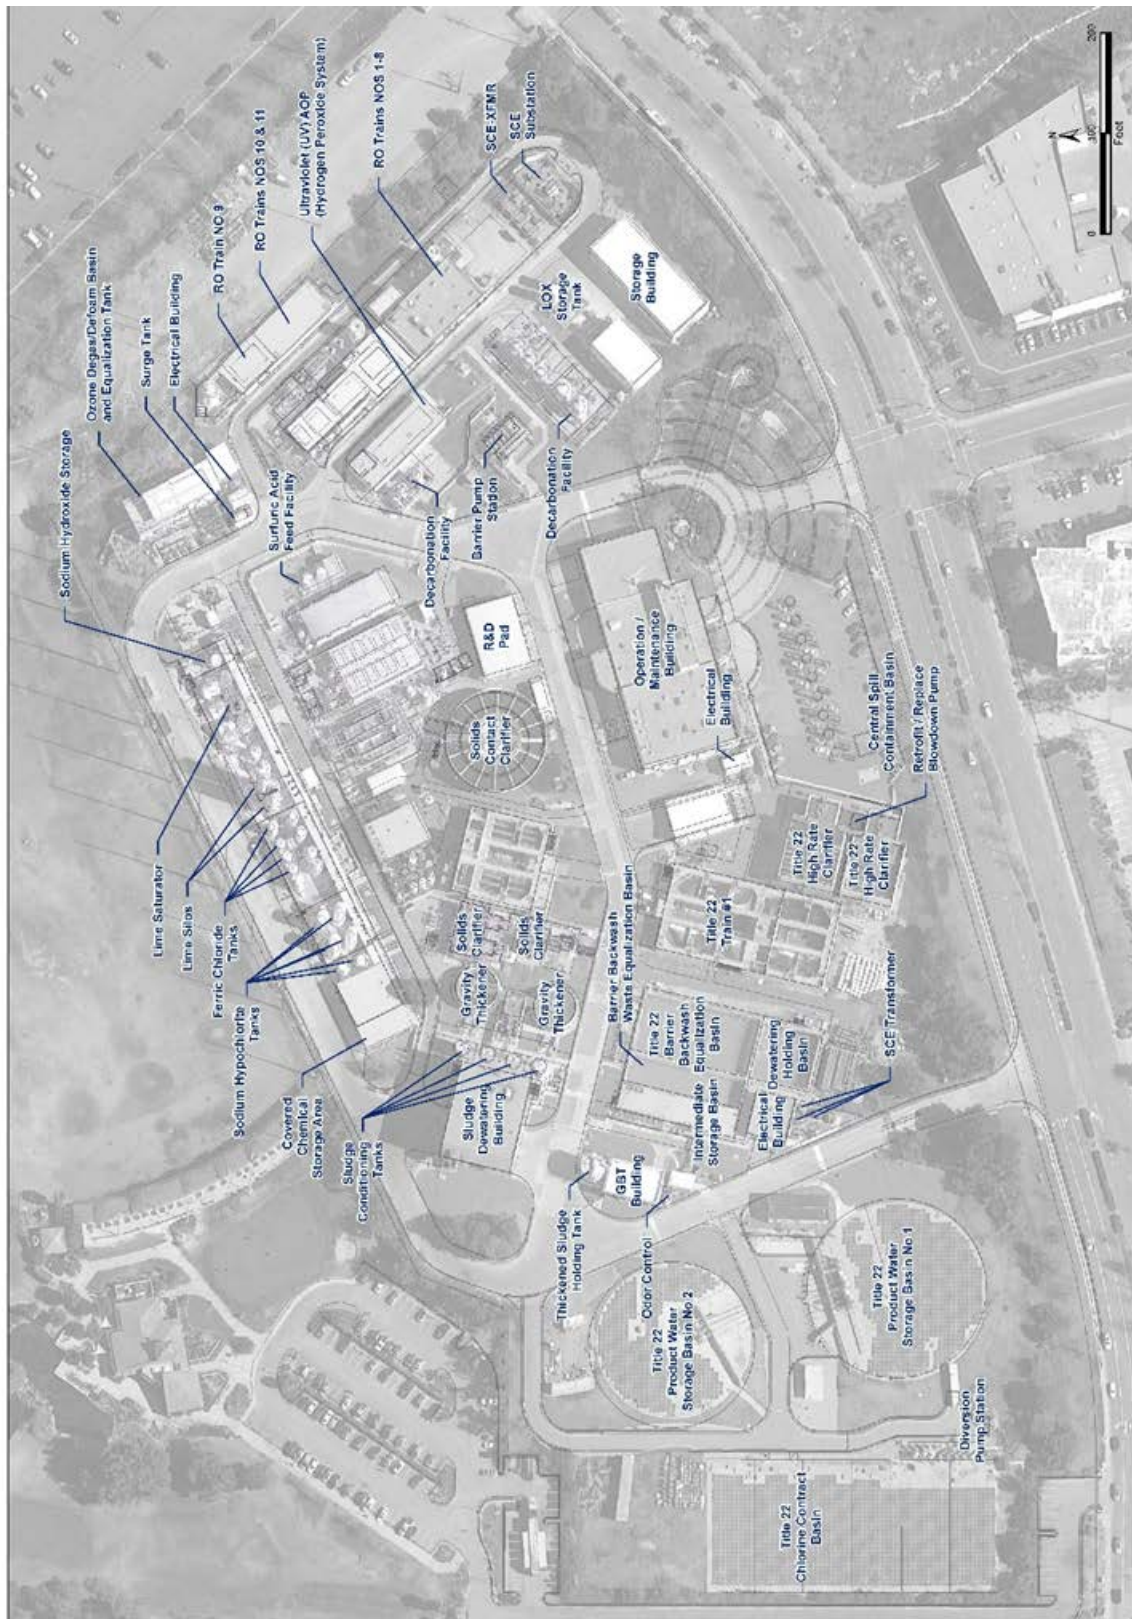 Sodium Hydroxide Storage
Ozone Degas/Defoam Basin
and Equalization Tank
Surge Tank
Electrical Building
RO Train NO 9
RO Trains NOS 10 & 11
Ultraviolet (UV) AOP
(Hydrogen Peroxide System)
RO Trains NOS 1-8
SCE-XFMR
SCE
Substation
Lime Saturator
Lime Silos
Ferric Chloride
Tanks
Sodium Hypochlorite
Tanks
Covered
Chemical
Storage Area
Sludge
Conditioning
Tanks
Surfuric Acid
Feed Facility
Decarbonation
Facility
Barrier Pump
Station
Decarbonation
Facility
LOX
Storage
Tank
Storage
Building
R&D
Pad
Solids
Contact
Clarifier
Solids
Clarifier
Solids
Clarifier
Gravity
Thickener
Gravity
Thickener
Sludge
Dewatering
Building
Operation /
Maintenance
Building
Electrical
Building
Thickened Sludge
Holding Tank
GBT
Building
Odor Control
Barrier Backwash
Waste Equalization Basin
Title 22
Barrier
Backwash
Equalization
Basin
Intermediate
Storage Basin
Dewatering
Holding
Basin
Electrical
Building
SCE Transformer
Title 22
Train #1
Title 22
High Rate
Clarifier
Title 22
High Rate
Clarifier
Central Spill
Containment Basin
Retrofit / Replace
Blowdown Pump
Title 22
Product Water
Storage Basin No 2
Title 22
Product Water
Storage Basin No 1
Diversion
Pump Station
Title 22
Chlorine Contract
Basin
N
0 100 200
Feet